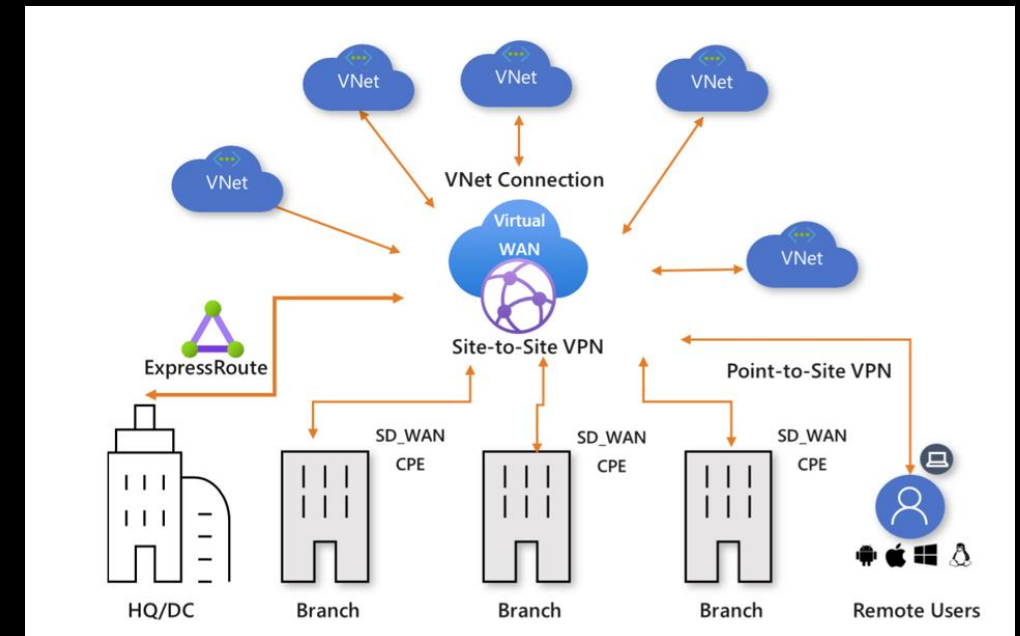 VNet
VNet
VNet
VNet
VNet Connection
Virtual
WAN
VNet
Site-to-Site VPN
ExpressRoute
Point-to-Site VPN
SD_WAN
CPE
SD_WAN
CPE
SD_WAN
CPE
HQ/DC
Branch
Branch
Branch
Remote Users